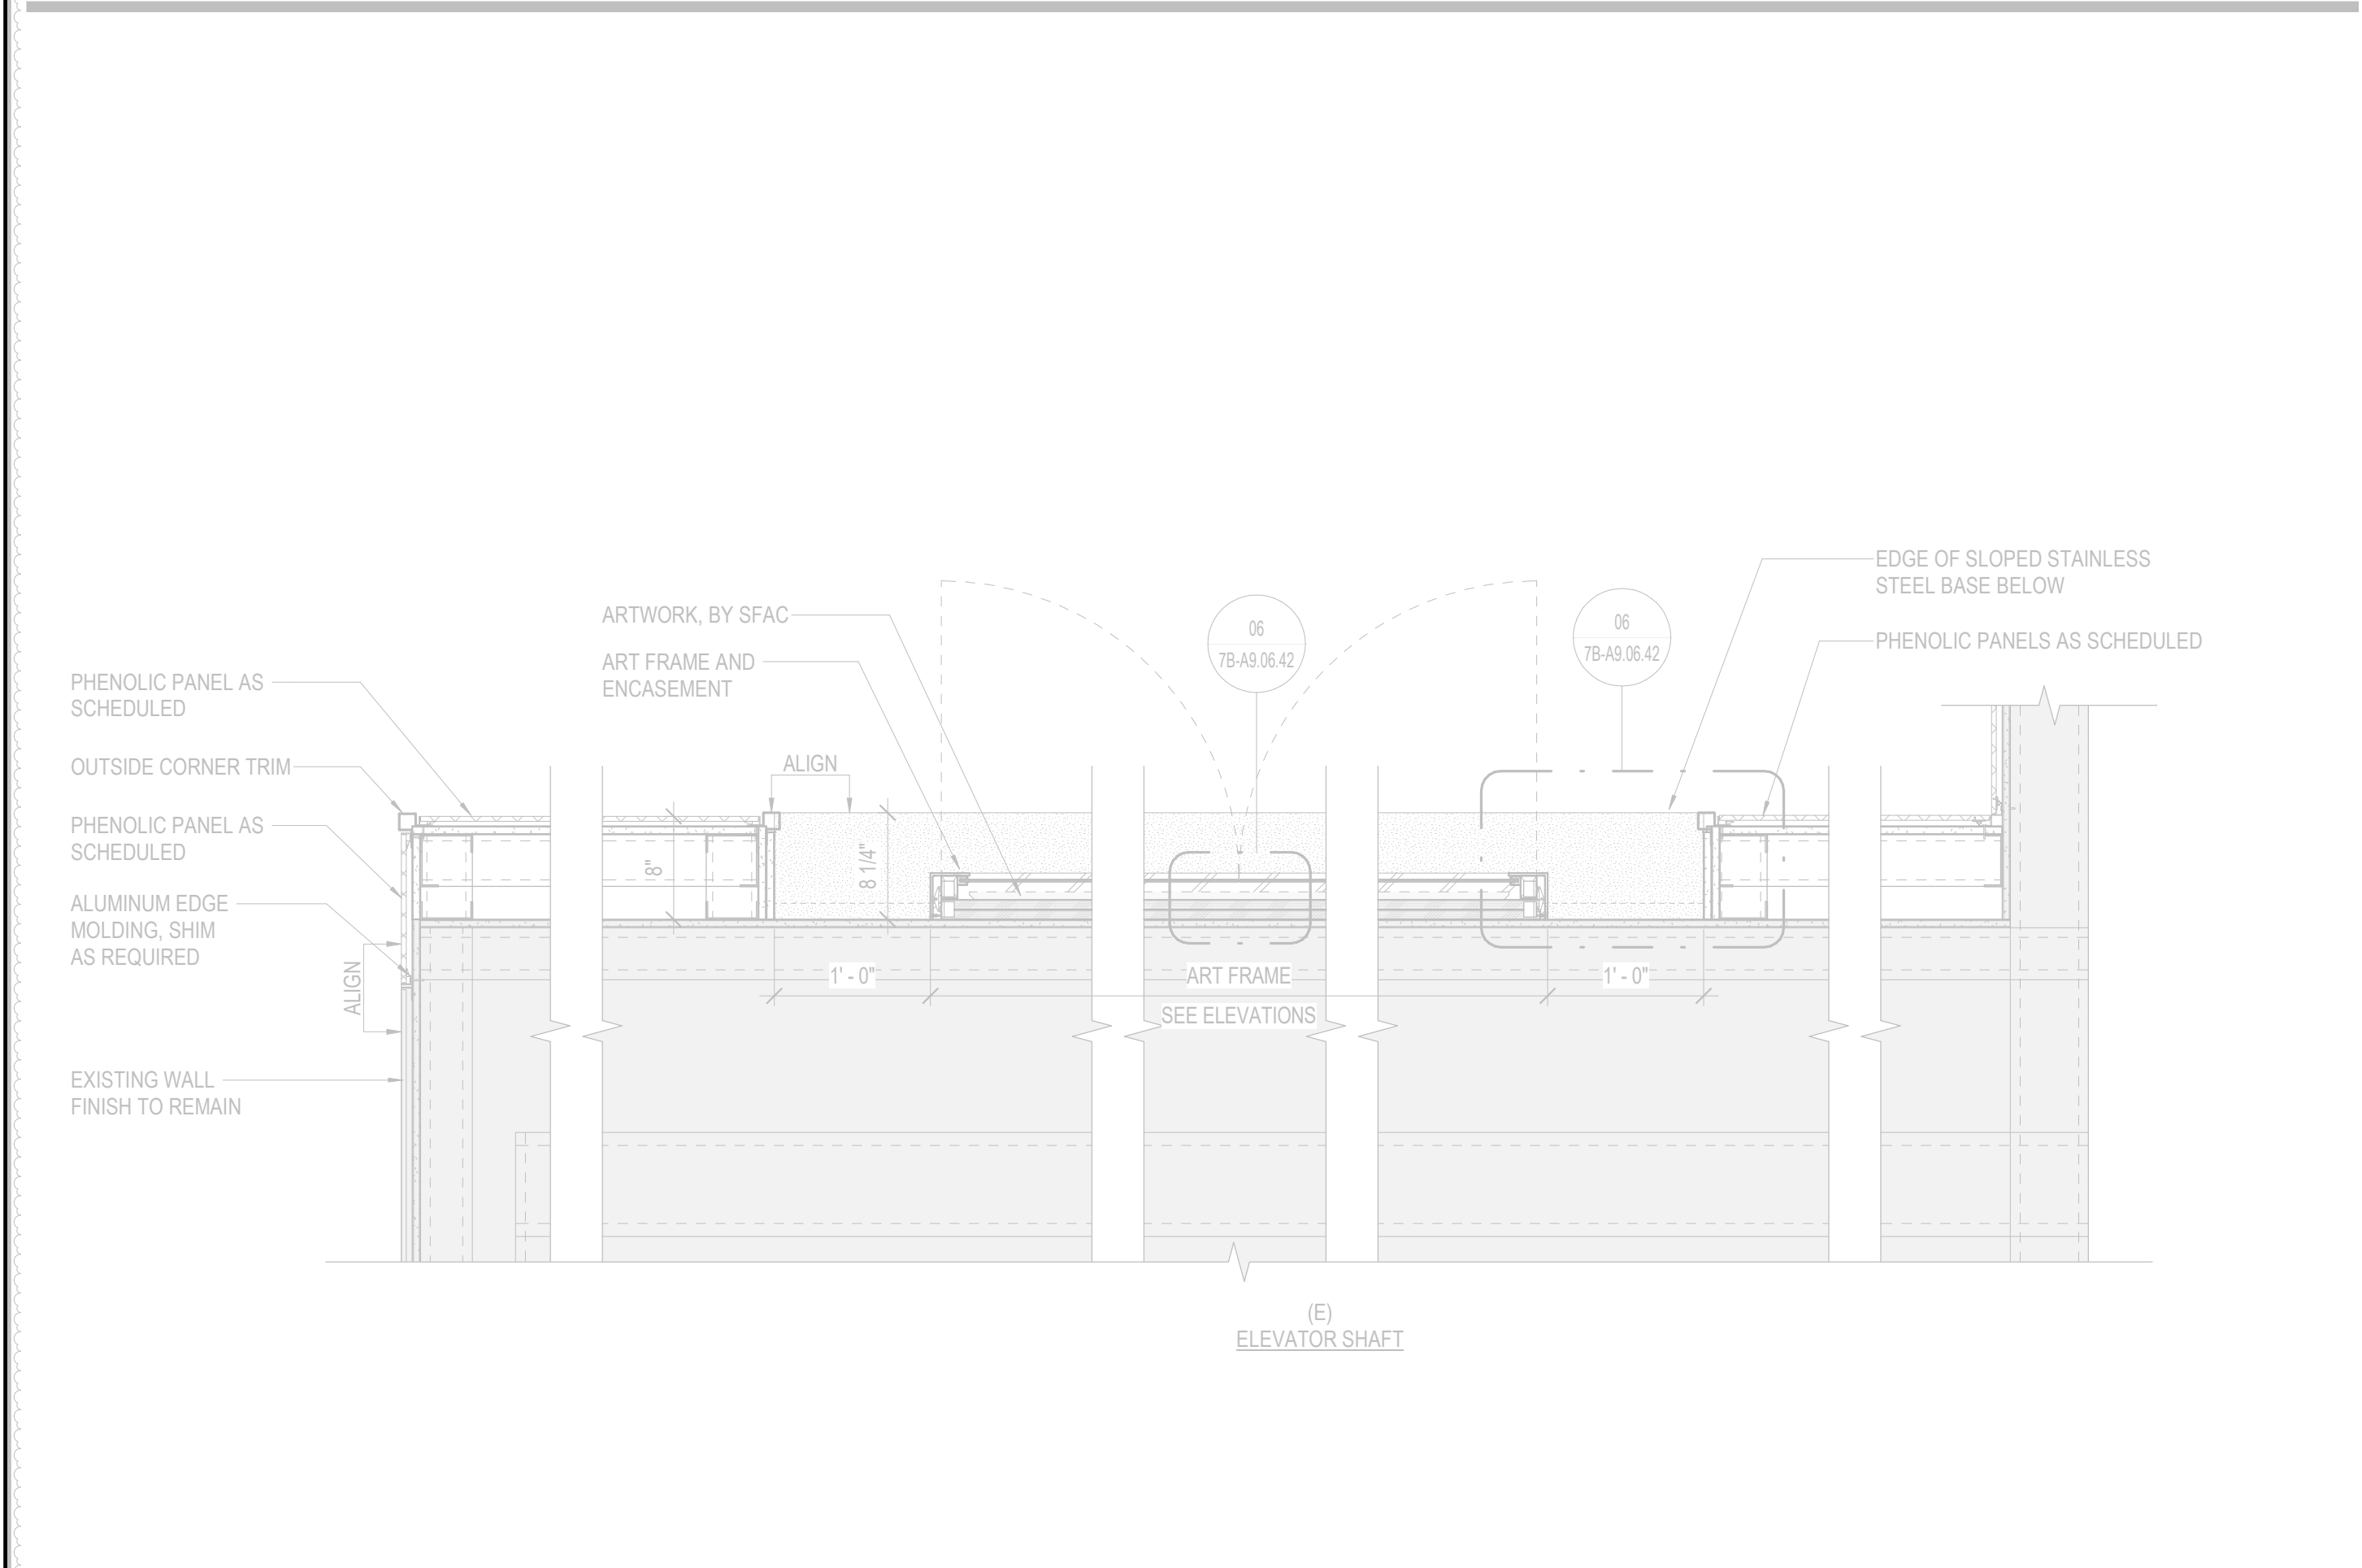 EDGE OF SLOPED STAINLESS
STEEL BASE BELOW
ARTWORK, BY SFAC
06
7B-A9.06.42
06
7B-A9.06.42
PHENOLIC PANELS AS SCHEDULED
ART FRAME AND
ENCASEMENT
PHENOLIC PANEL AS
SCHEDULED
OUTSIDE CORNER TRIM
ALIGN
PHENOLIC PANEL AS
SCHEDULED
8"
8 1/4"
ALUMINUM EDGE
MOLDING, SHIM
AS REQUIRED
ALIGN
1' - 0"
ART FRAME
1' - 0"
SEE ELEVATIONS
EXISTING WALL
FINISH TO REMAIN
(E)
ELEVATOR SHAFT